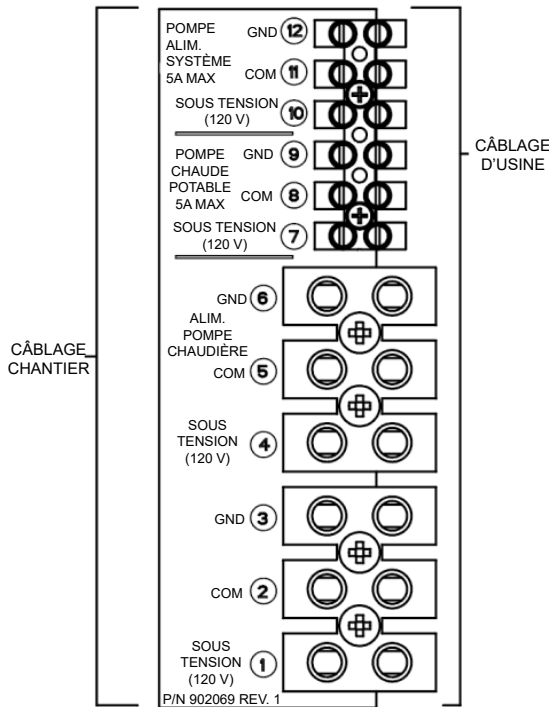 POMPE
ALIM.
SYSTÈME
5A MAX
GND 12
COM 11
SOUS TENSION
(120 V) 10
POMPE
CHAUDE
POTABLE
5A MAX
GND 9
COM 8
SOUS TENSION
(120 V) 7
CÂBLAGE
D'USINE
GND 6
ALIM.
POMPE
CHAUDIÈRE
COM 5
SOUS
TENSION
(120 V) 4
CÂBLAGE
CHANTIER
GND 3
COM 2
SOUS
TENSION
(120 V) 1
P/N 902069 REV. 1